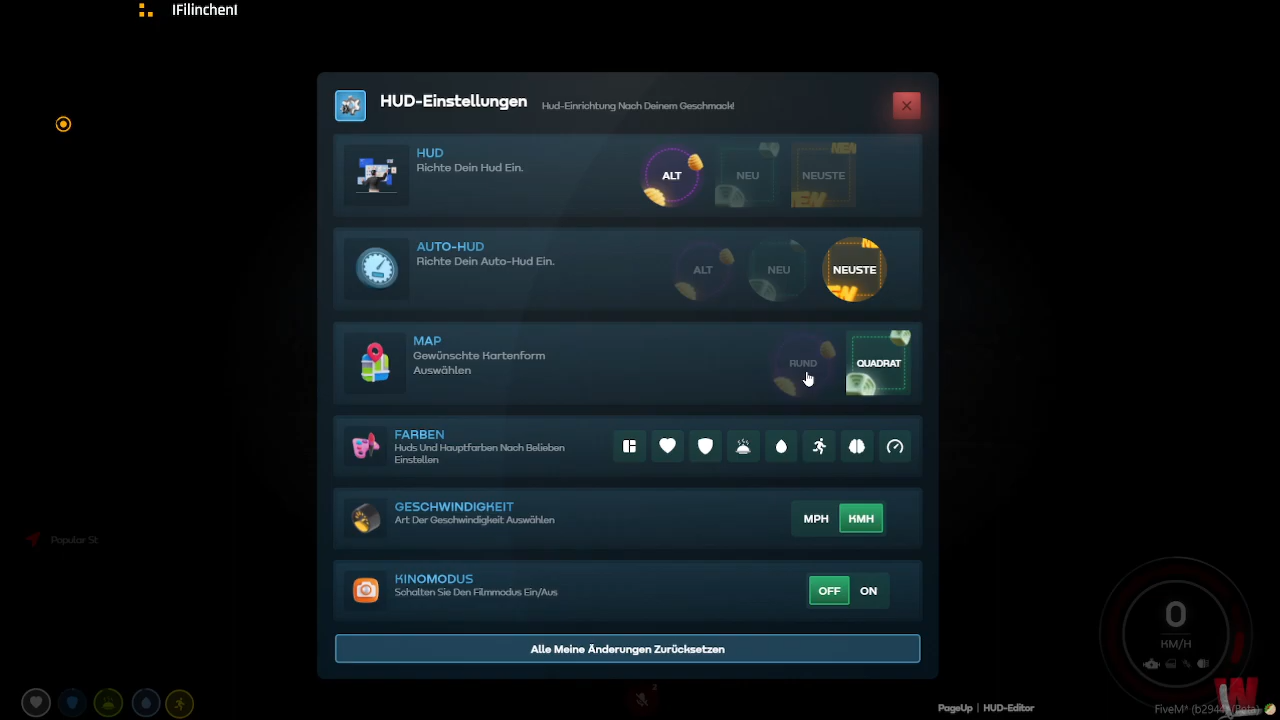 IFilinchenI
HUD-Einstellungen
Hud-Einrichtung Nach Deinem Geschmack!
HUD
Richte Dein Hud Ein.
ALT
NEU
NEUSTE
AUTO-HUD
Richte Dein Auto-Hud Ein.
ALT
NEU
NEUSTE
MAP
Gewünschte Kartenform
Auswählen
RUND
QUADRAT
FARBEN
Huds Und Hauptfarben Nach Belieben
Einstellen
GESCHWINDIGKEIT
Art Der Geschwindigkeit Auswählen
MPH
KMH
KINOMODUS
Schalten Sie Den Filmmodus Ein/Aus
OFF
ON
Alle Meine Änderungen Zurücksetzen
Popular St
0
KM/H
2
PageUp | HUD-Editor